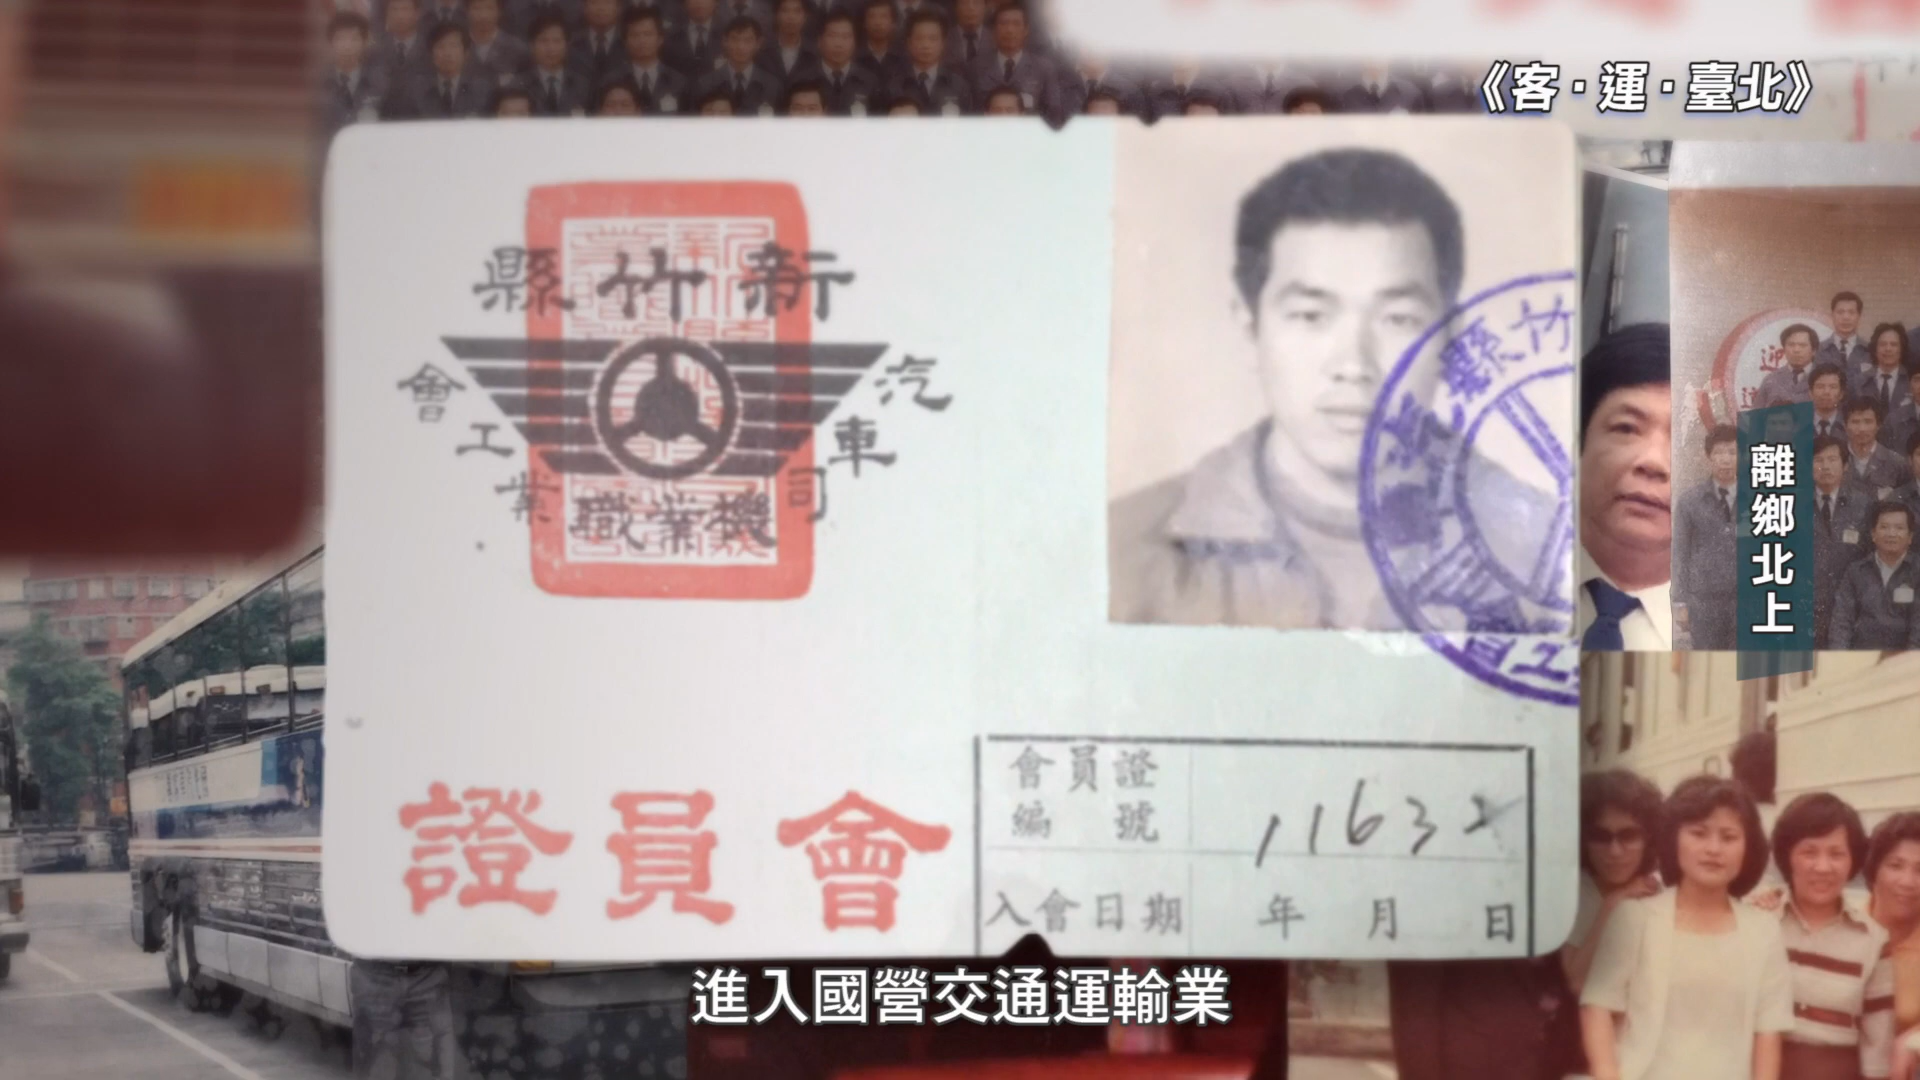 《客·運·臺北》
離鄉北上
新竹縣
汽車司機職業工會
會員證
會員證編號 11632
入會日期 年 月 日
進入國營交通運輸業